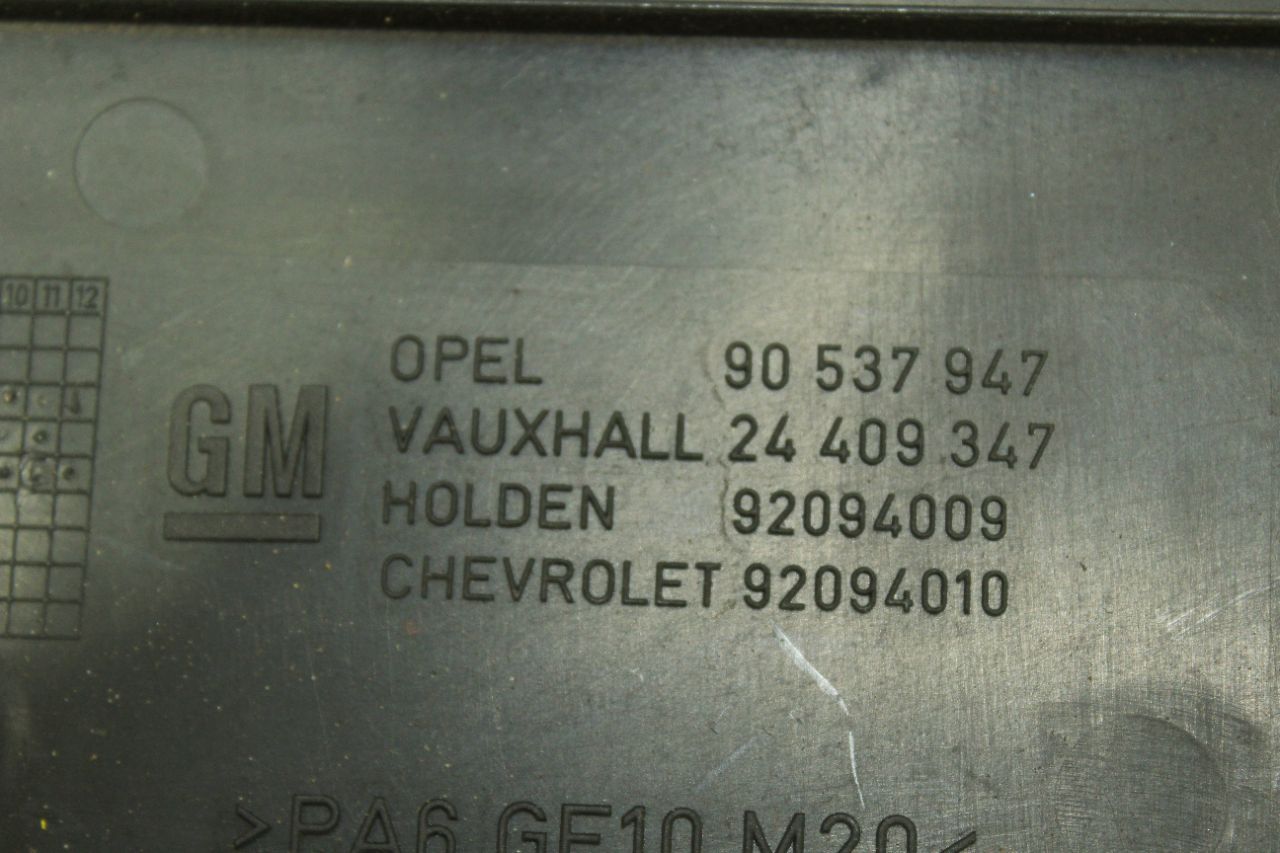 10 11 12
GM
OPEL 90 537 947
VAUXHALL 24 409 347
HOLDEN 92094009
CHEVROLET 92094010
>PA6 GF10 M20<